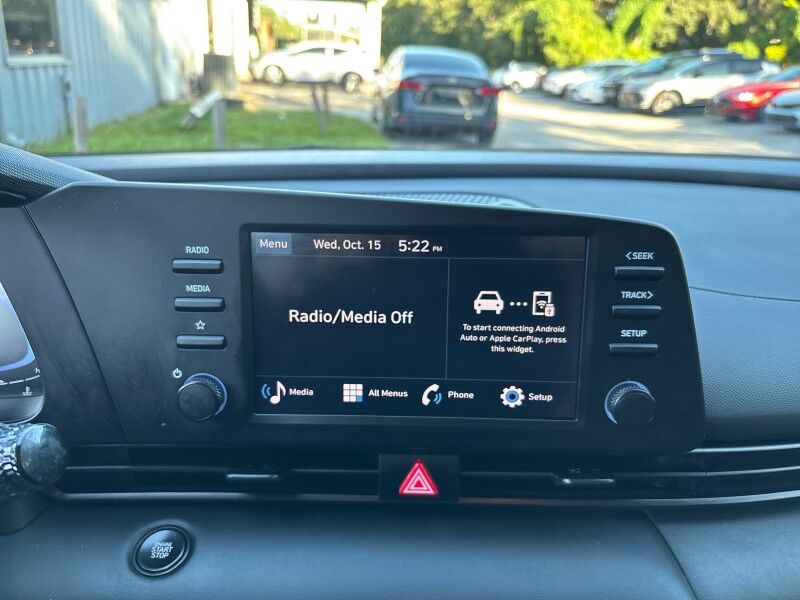 Menu
Wed, Oct. 15
5:22 PM
RADIO
MEDIA
Radio/Media Off
To start connecting Android
Auto or Apple CarPlay, press
this widget.
Media
All Menus
Phone
Setup
<SEEK
TRACK>
SETUP
ENGINE
START
STOP